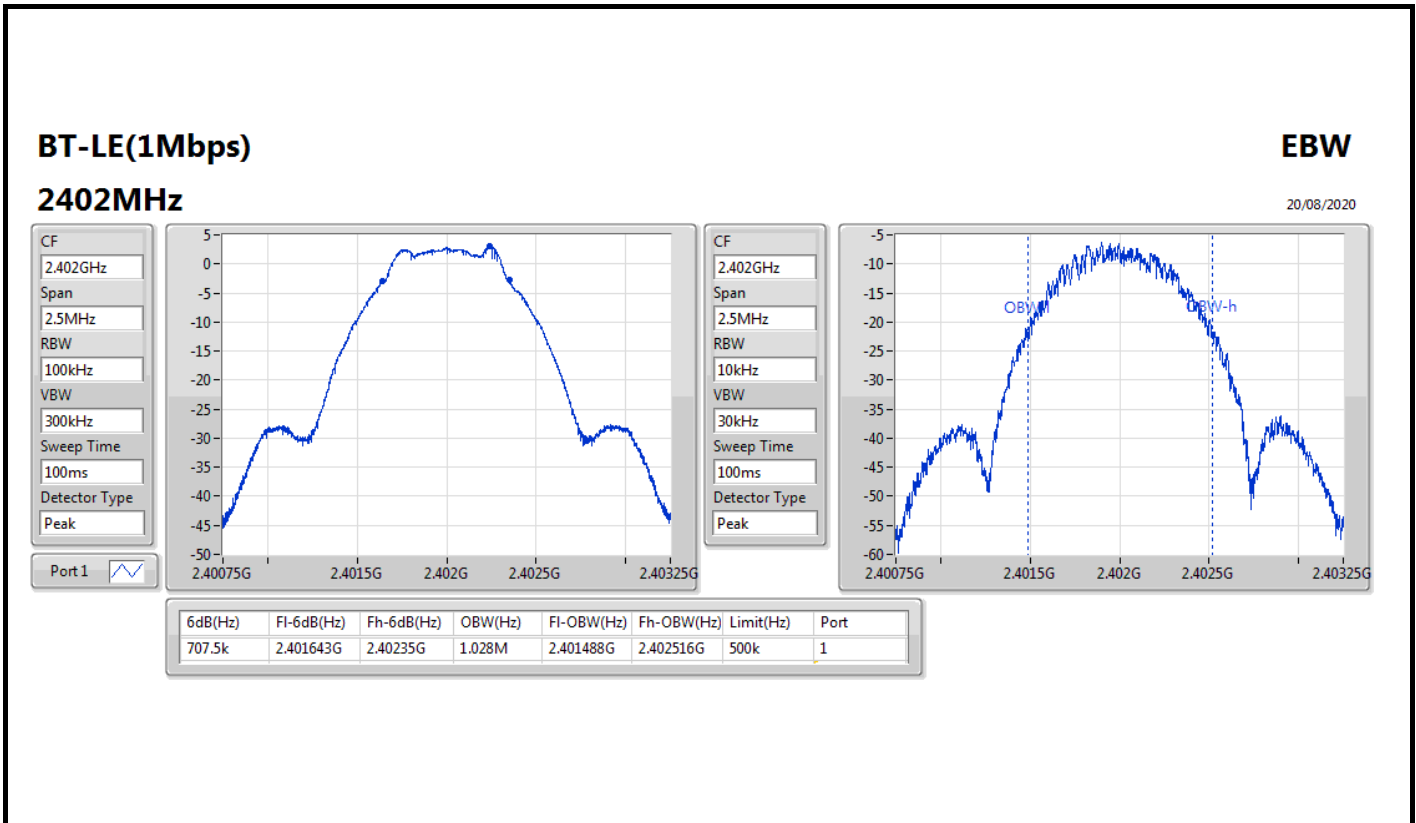 BT-LE(1Mbps)
EBW
2402MHz
20/08/2020
CF
2.402GHz
Span
2.5MHz
RBW
100kHz
VBW
300kHz
Sweep Time
100ms
Detector Type
Peak
Port 1
5
0
-5
-10
-15
-20
-25
-30
-35
-40
-45
-50
2.40075G 2.4015G 2.402G 2.4025G 2.40325G
CF
2.402GHz
Span
2.5MHz
RBW
10kHz
VBW
30kHz
Sweep Time
100ms
Detector Type
Peak
-5
-10
-15
-20
-25
-30
-35
-40
-45
-50
-55
-60
OBW-h
2.40075G 2.4015G 2.402G 2.4025G 2.40325G
6dB(Hz) Fl-6dB(Hz) Fh-6dB(Hz) OBW(Hz) Fl-OBW(Hz) Fh-OBW(Hz) Limit(Hz) Port
707.5k 2.401643G 2.40235G 1.028M 2.401488G 2.402516G 500k 1